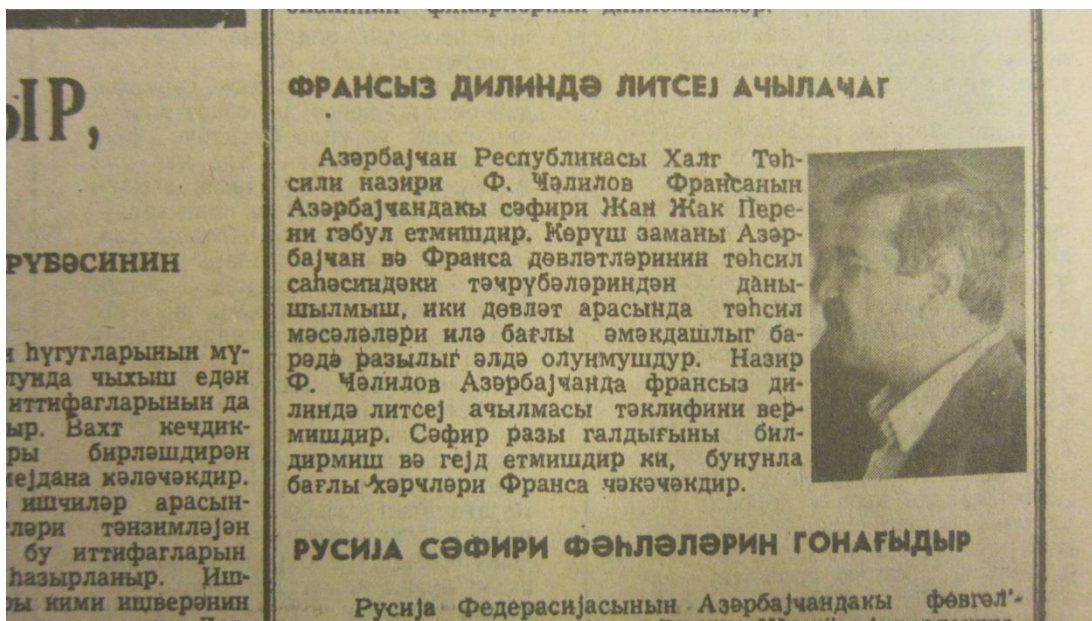 ЫР,
РҮБӘСИНИН
һүгугларынын мү-
лунда чыхыш едән
иттифагларынын да
ыр. Вахт кечдик-
ры бирләшдирән
мејдана кәләҹәкдир.
ишчиләр арасын-
ләри тәнзимләјән
бу иттифагларын
һазырланыр. Иш-
ры кими ишверәнин
ФРАНСЫЗ ДИЛИНДӘ ЛИТСЕЈ АЧЫЛАҸАГ
Азәрбајҹан Республикасы Халг Тәһ-
сили назири Ф. Ҹәлилов Франсанын
Азәрбајҹандакы сәфири Жан Жак Пере-
ни гәбул етмишдир. Көрүш заманы Азәр-
бајҹан вә Франса дөвләтләринин тәһсил
саһәсиндәки тәҹрүбәләриндән даны-
шылмыш, ики дөвләт арасында тәһсил
мәсәләләри илә бағлы әмәкдашлыг ба-
рәдә разылыг әлдә олунмушдур. Назир
Ф. Ҹәлилов Азәрбајҹанда франсыз ди-
линдә литсеј ачылмасы тәклифини вер-
мишдир. Сәфир разы галдығыны бил-
дирмиш вә гејд етмишдир ки, бунунла
бағлы хәрҹләри Франса чәкәҹәкдир.
РУСИЈА СӘФИРИ ФӘҺЛӘЛӘРИН ГОНАҒЫДЫР
Русија Федерасијасынын Азәрбајҹандакы фөвгәл'-